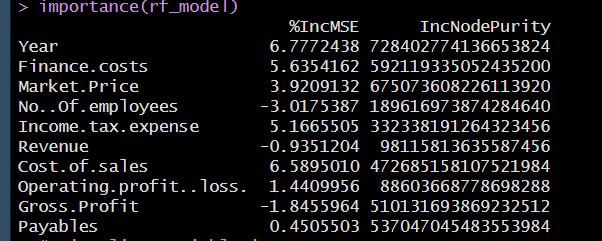 > importance(rf_model)
%IncMSE IncNodePurity
Year 6.7772438 728402774136653824
Finance.costs 5.6354162 592119335052435200
Market.Price 3.9209132 675073608226113920
No..Of.employees -3.0175387 189616973874284640
Income.tax.expense 5.1665505 332338191264323456
Revenue -0.9351204 98115813635587456
Cost.of.sales 6.5895010 472685158107521984
Operating.profit..loss. 1.4409956 88603668778698288
Gross.Profit -1.8455964 510131693869232512
Payables 0.4505503 537047045483553984